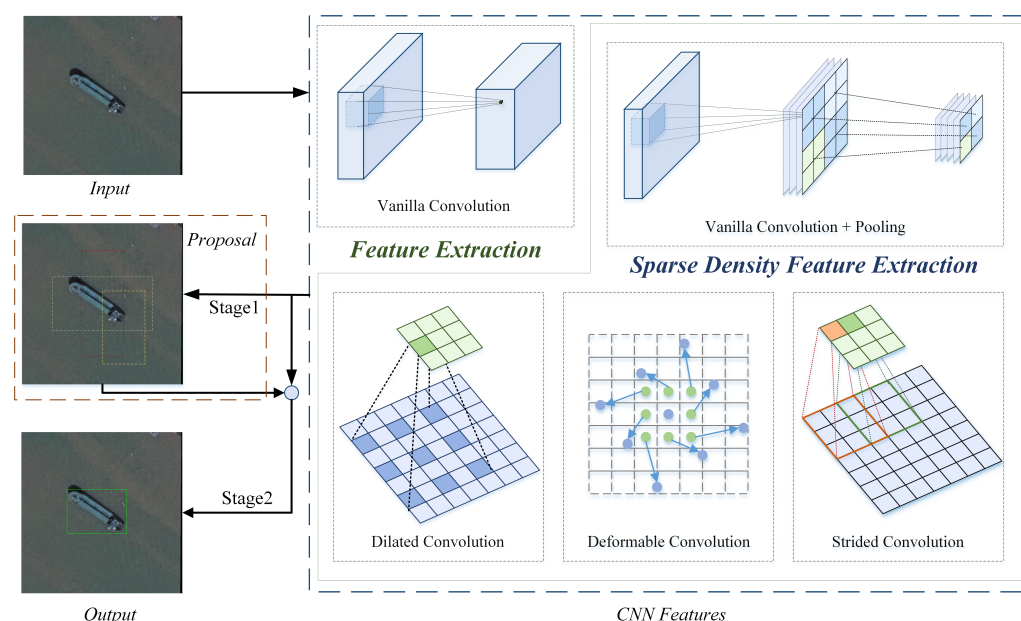 Input
Vanilla Convolution
Vanilla Convolution + Pooling
Feature Extraction
Sparse Density Feature Extraction
Proposal
Stage1
Stage2
Dilated Convolution
Deformable Convolution
Strided Convolution
Output
CNN Features